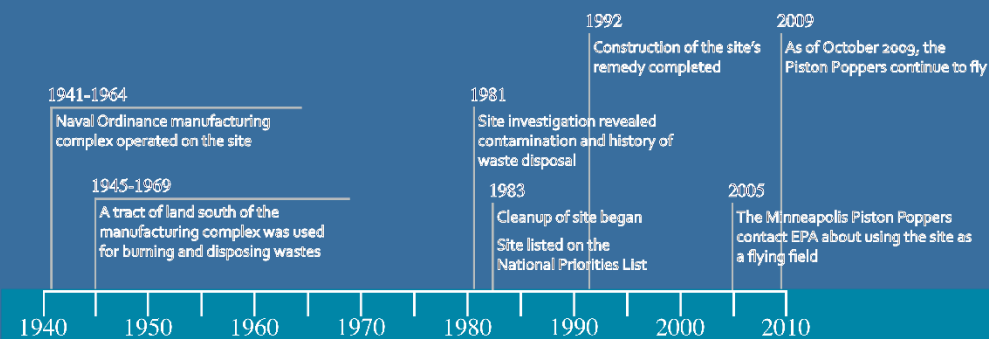 1992
Construction of the site's
remedy completed
2009
As of October 2009, the
Piston Poppers continue to fly
1941-1964
Naval Ordinance manufacturing
complex operated on the site
1981
Site investigation revealed
contamination and history of
waste disposal
1945-1969
A tract of land south of the
manufacturing complex was used
for burning and disposing wastes
1983
Cleanup of site began
Site listed on the
National Priorities List
2005
The Minneapolis Piston Poppers
contact EPA about using the site as
a flying field
1940 1950 1960 1970 1980 1990 2000 2010